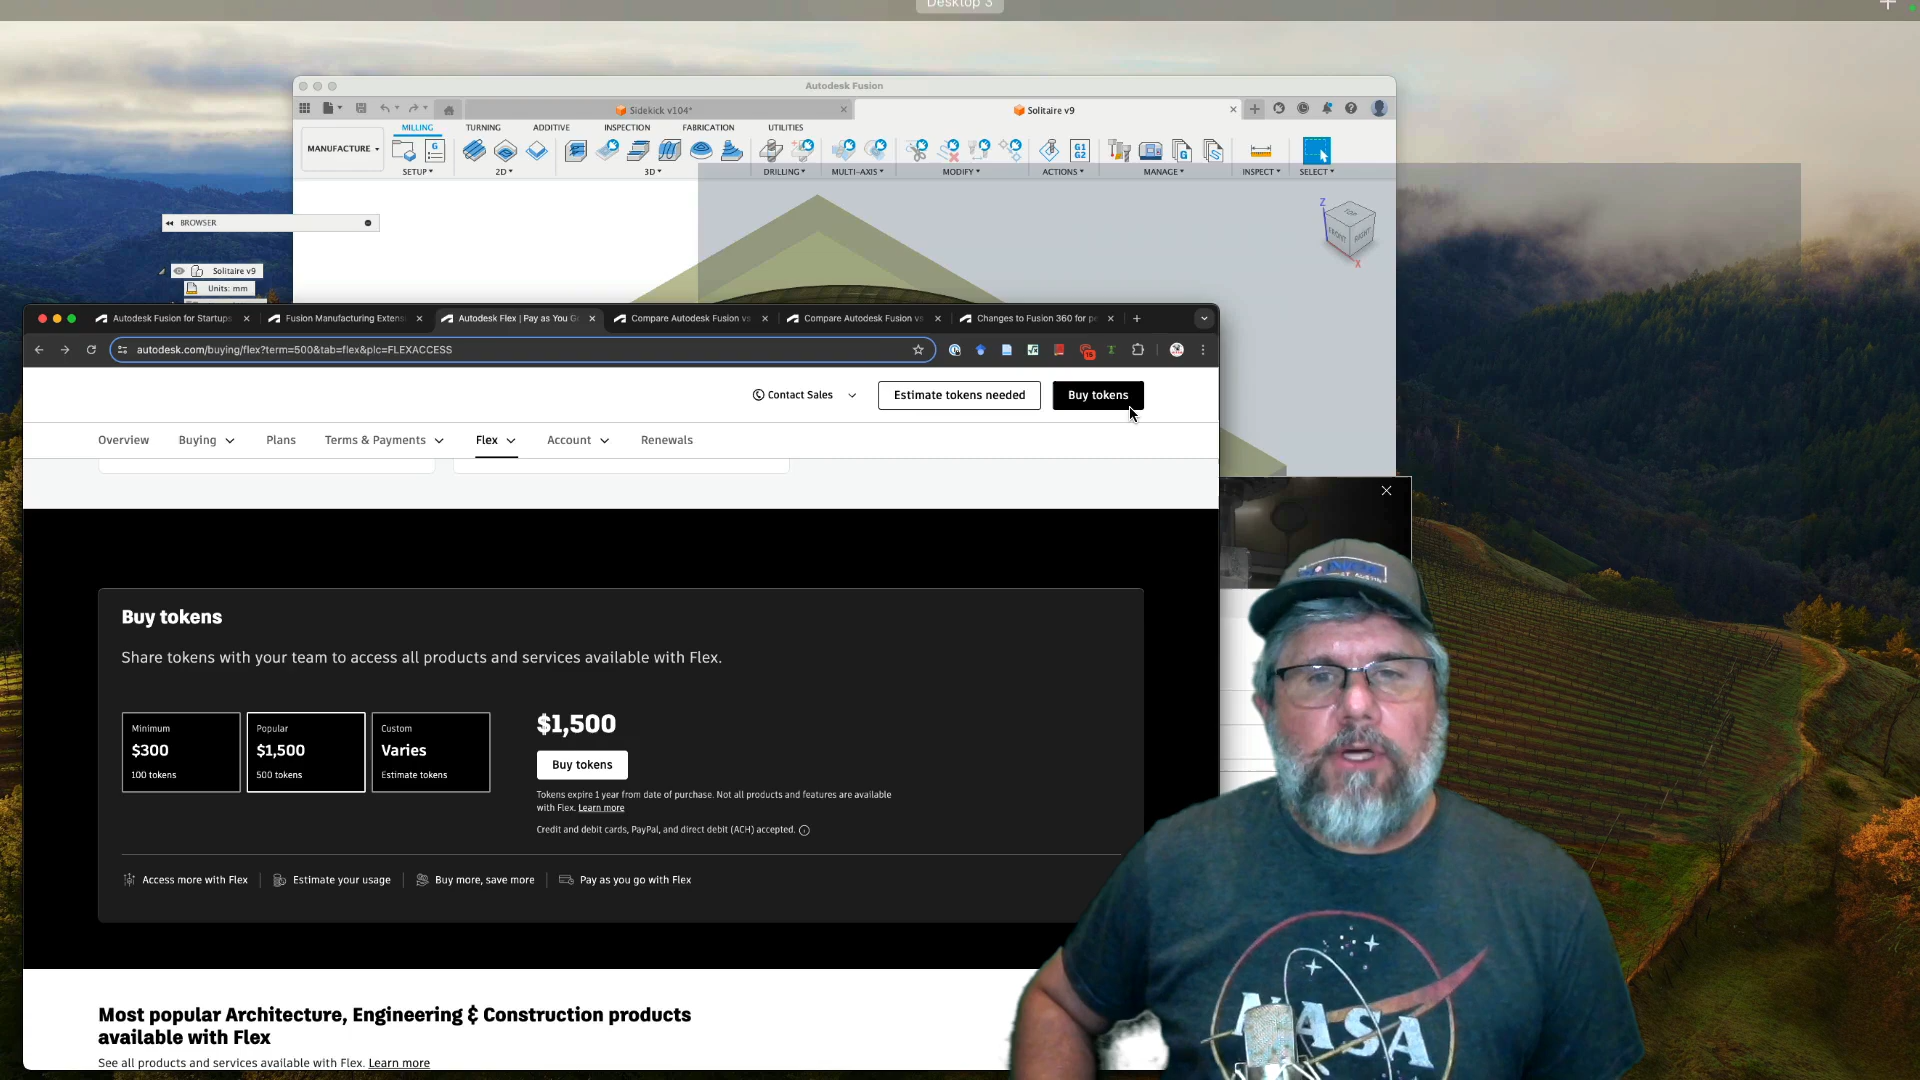 Desktop 3
Autodesk Fusion
Sidekick v104*
Solitaire v9
MILLING TURNING ADDITIVE INSPECTION FABRICATION UTILITIES
MANUFACTURE
SETUP 2D 3D DRILLING MULTI-AXIS MODIFY ACTIONS MANAGE INSPECT SELECT
G1
G2
BROWSER
Solitaire v9
Units: mm
Z
TOP
FRONT
RIGHT
X
Autodesk Fusion for Startups
Fusion Manufacturing Extens
Autodesk Flex | Pay as You G
Compare Autodesk Fusion vs
Compare Autodesk Fusion vs
Changes to Fusion 360 for pe
autodesk.com/buying/flex?term=500&tab=flex&plc=FLEXACCESS
15
Contact Sales
Estimate tokens needed
Buy tokens
Overview
Buying
Plans
Terms & Payments
Flex
Account
Renewals
Buy tokens
Share tokens with your team to access all products and services available with Flex.
Minimum
$300
100 tokens
Popular
$1,500
500 tokens
Custom
Varies
Estimate tokens
$1,500
Buy tokens
Tokens expire 1 year from date of purchase. Not all products and features are available
with Flex. Learn more
Credit and debit cards, PayPal, and direct debit (ACH) accepted.
Access more with Flex
Estimate your usage
Buy more, save more
Pay as you go with Flex
Most popular Architecture, Engineering & Construction products
available with Flex
See all products and services available with Flex. Learn more
NASA